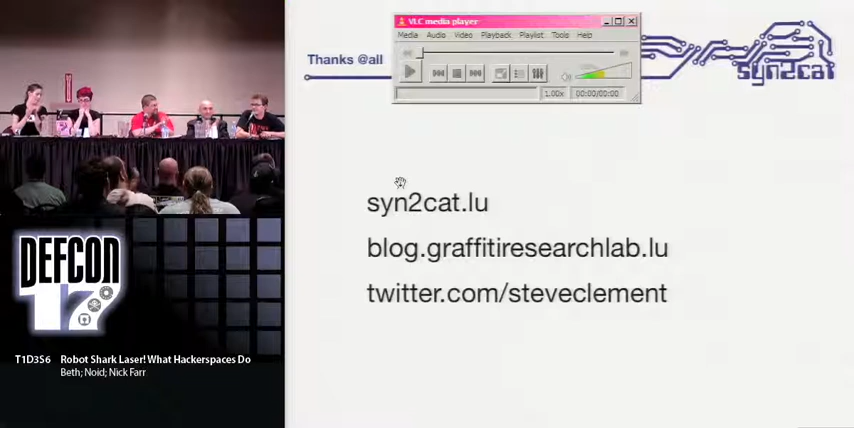 VLC media player
Media Audio Video Playback Playlist Tools Help
1.00x 00:00/00:00
Thanks @all
syn2cat
syn2cat.lu
blog.graffitiresearchlab.lu
twitter.com/steveclement
DEFCON
17
T1D3S6 Robot Shark Laser! What Hackerspaces Do
Beth; Noid; Nick Farr